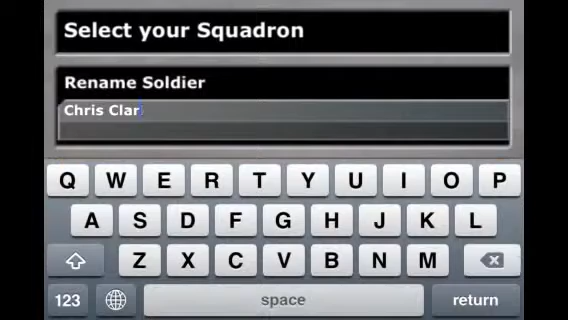 Select your Squadron
Rename Soldier
Chris Clar
Q W E R T Y U I O P
A S D F G H J K L
Z X C V B N M
123 space return